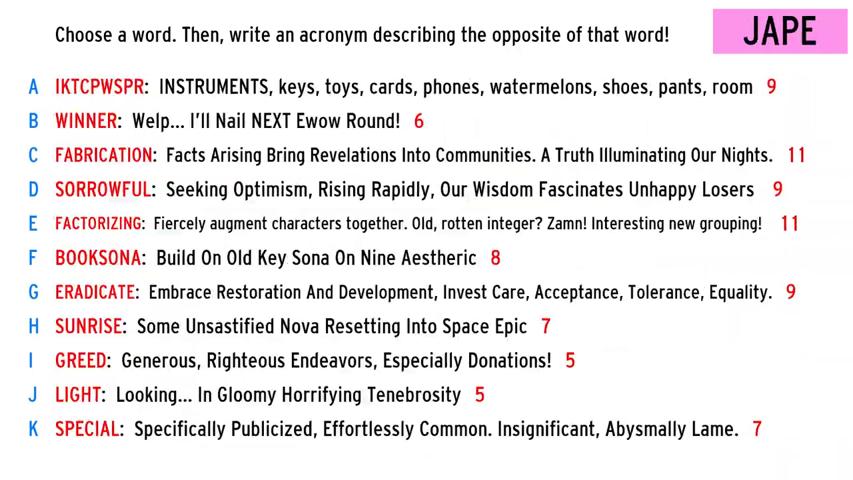 Choose a word. Then, write an acronym describing the opposite of that word!
JAPE
A IKTCPWSPR: INSTRUMENTS, keys, toys, cards, phones, watermelons, shoes, pants, room 9
B WINNER: Welp... I'll Nail NEXT Ewow Round! 6
C FABRICATION: Facts Arising Bring Revelations Into Communities. A Truth Illuminating Our Nights. 11
D SORROWFUL: Seeking Optimism, Rising Rapidly, Our Wisdom Fascinates Unhappy Losers 9
E FACTORIZING: Fiercely augment characters together. Old, rotten integer? Zamn! Interesting new grouping! 11
F BOOKSONA: Build On Old Key Sona On Nine Aestheric 8
G ERADICATE: Embrace Restoration And Development, Invest Care, Acceptance, Tolerance, Equality. 9
H SUNRISE: Some Unsastified Nova Resetting Into Space Epic 7
I GREED: Generous, Righteous Endeavors, Especially Donations! 5
J LIGHT: Looking... In Gloomy Horrifying Tenebrosity 5
K SPECIAL: Specifically Publicized, Effortlessly Common. Insignificant, Abysmally Lame. 7